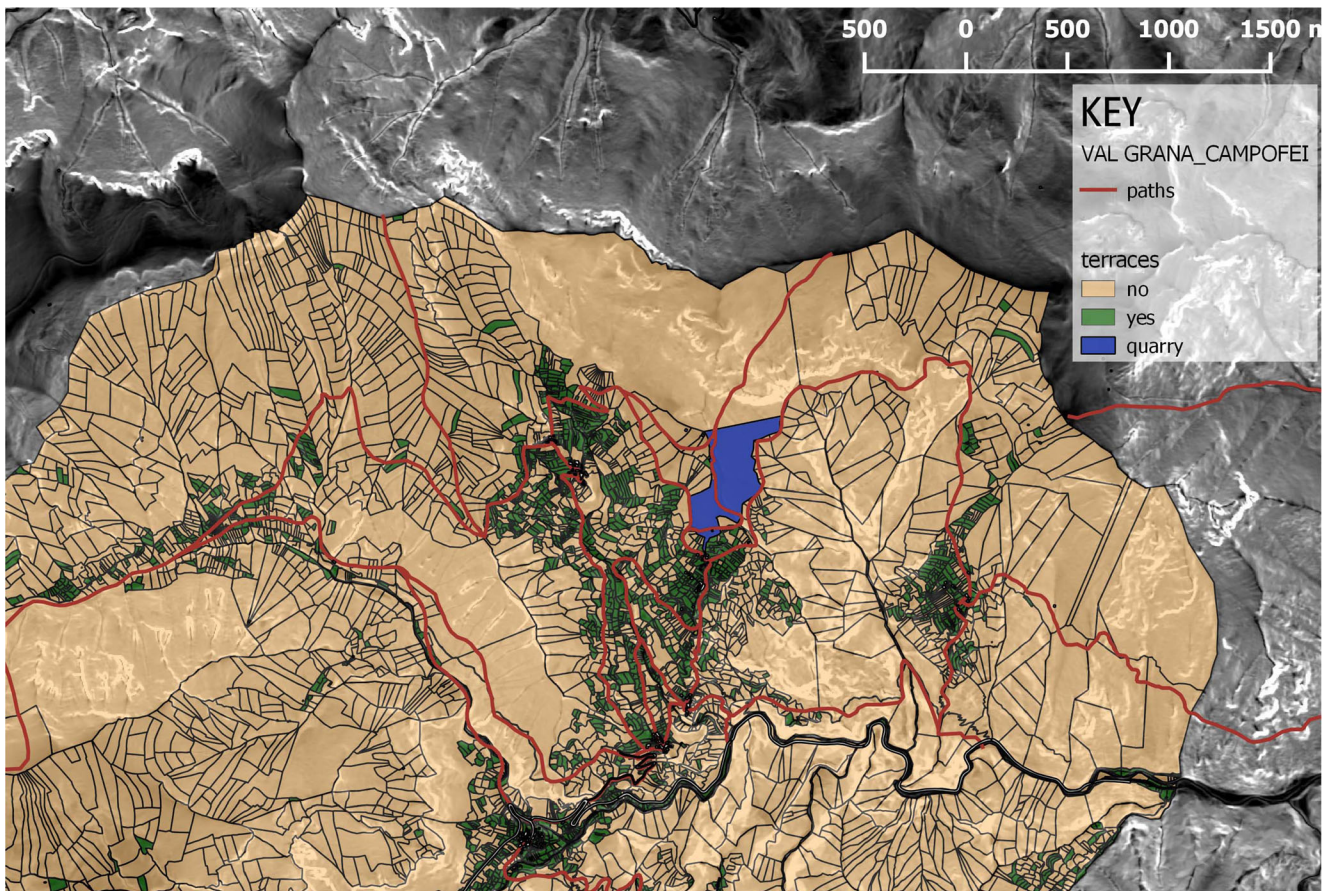 500 0 500 1000 1500 m
KEY
VAL GRANA_CAMPOFEI
paths
terraces
no
yes
quarry